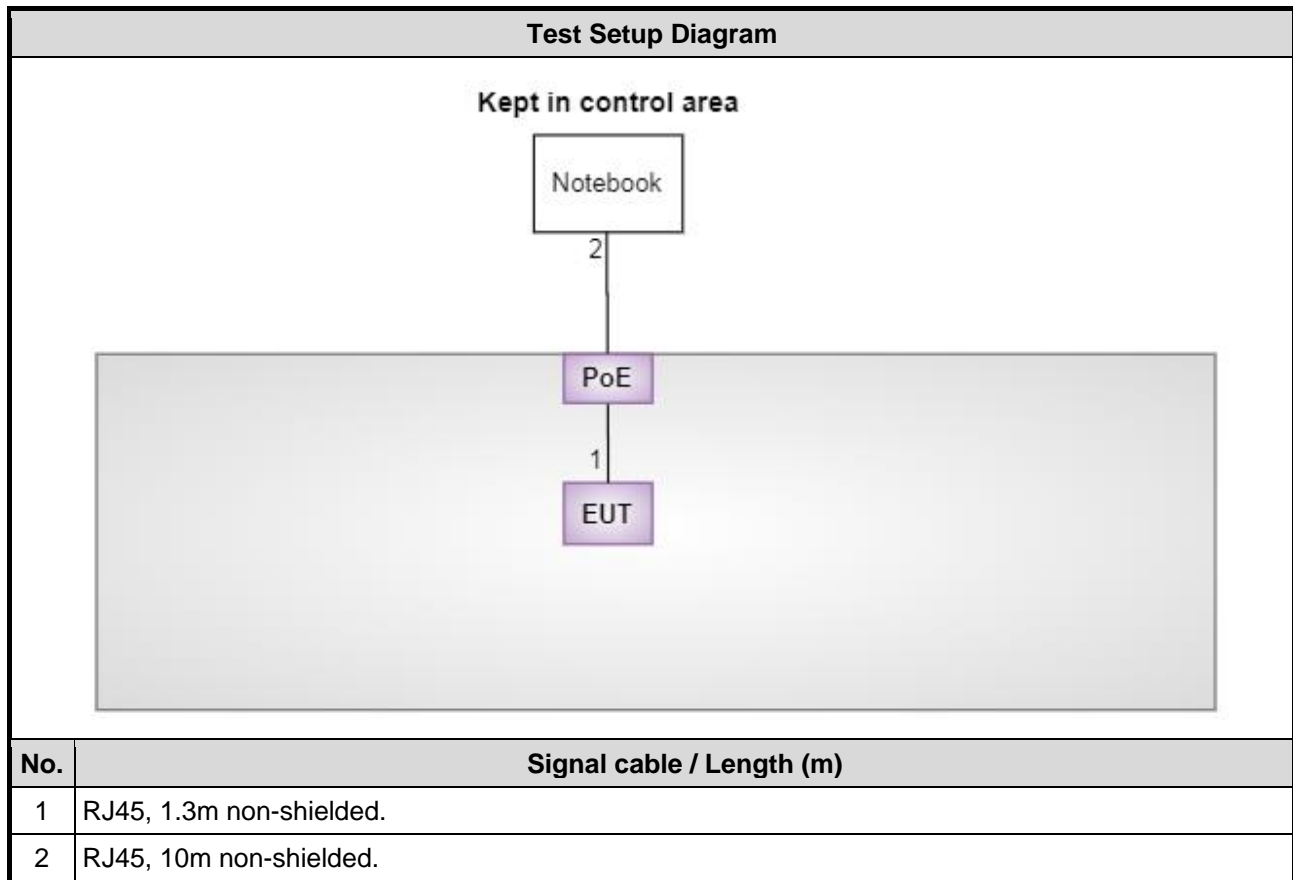 Test Setup Diagram
Kept in control area
Notebook
2
PoE
1
EUT
No. Signal cable / Length (m)
1 RJ45, 1.3m non-shielded.
2 RJ45, 10m non-shielded.